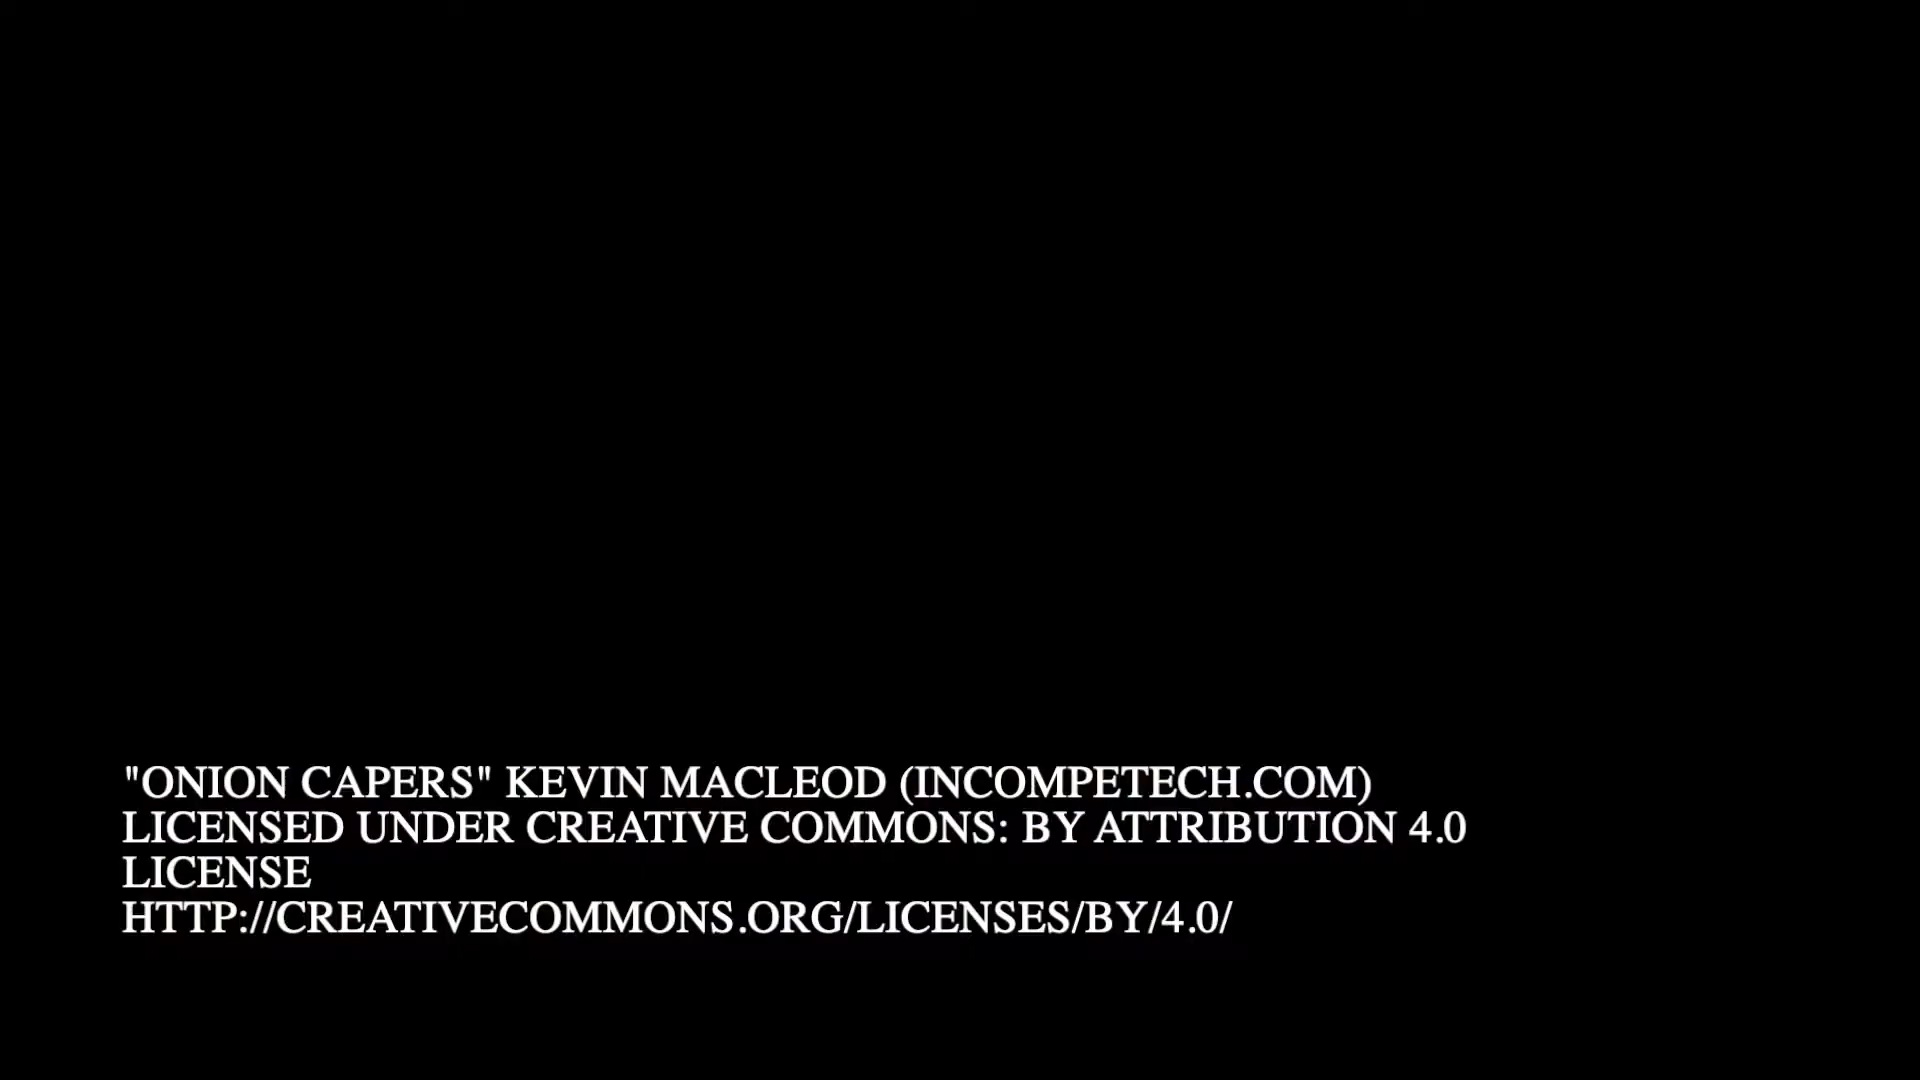 "ONION CAPERS" KEVIN MACLEOD (INCOMPETECH.COM)
LICENSED UNDER CREATIVE COMMONS: BY ATTRIBUTION 4.0
LICENSE
HTTP://CREATIVECOMMONS.ORG/LICENSES/BY/4.0/